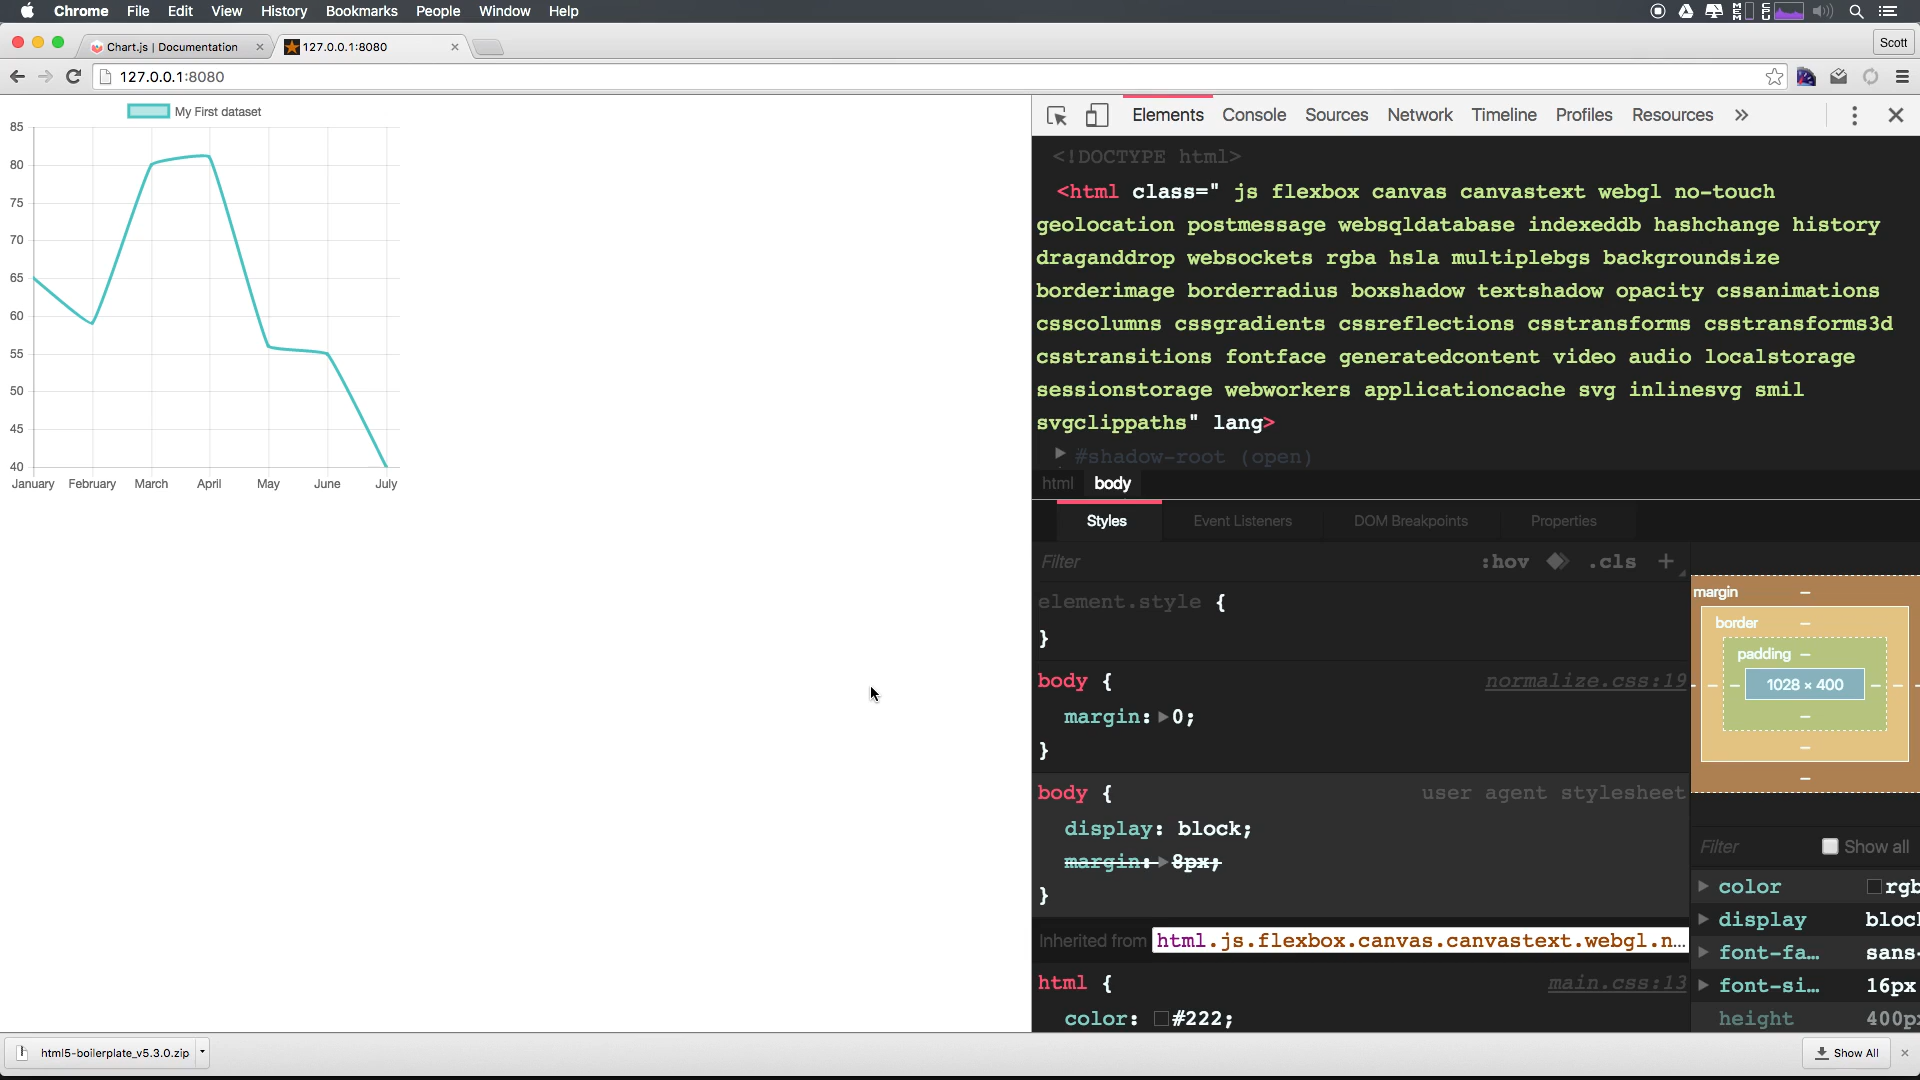 Chrome File Edit View History Bookmarks People Window Help
MEM CPU
Chart.js | Documentation
127.0.0.1:8080
Scott
127.0.0.1:8080
My First dataset
85
80
75
70
65
60
55
50
45
40
January February March April May June July
Elements Console Sources Network Timeline Profiles Resources »
<!DOCTYPE html>
<html class=" js flexbox canvas canvastext webgl no-touch
geolocation postmessage websqldatabase indexeddb hashchange history
draganddrop websockets rgba hsla multiplebgs backgroundsize
borderimage borderradius boxshadow textshadow opacity cssanimations
csscolumns cssgradients cssreflections csstransforms csstransforms3d
csstransitions fontface generatedcontent video audio localstorage
sessionstorage webworkers applicationcache svg inlinesvg smil
svgclippaths" lang>
#shadow-root (open)
html body
Styles Event Listeners DOM Breakpoints Properties
Filter :hov .cls +
element.style {
}
body { normalize.css:19
margin: 0;
}
body { user agent stylesheet
display: block;
margin: 8px;
}
Inherited from html.js.flexbox.canvas.canvastext.webgl.n…
html { main.css:13
color: #222;
margin –
border –
padding –
1028 × 400
Filter Show all
color rgb
display bloc
font-fa… sans-
font-si… 16px
height 400p
html5-boilerplate_v5.3.0.zip
Show All